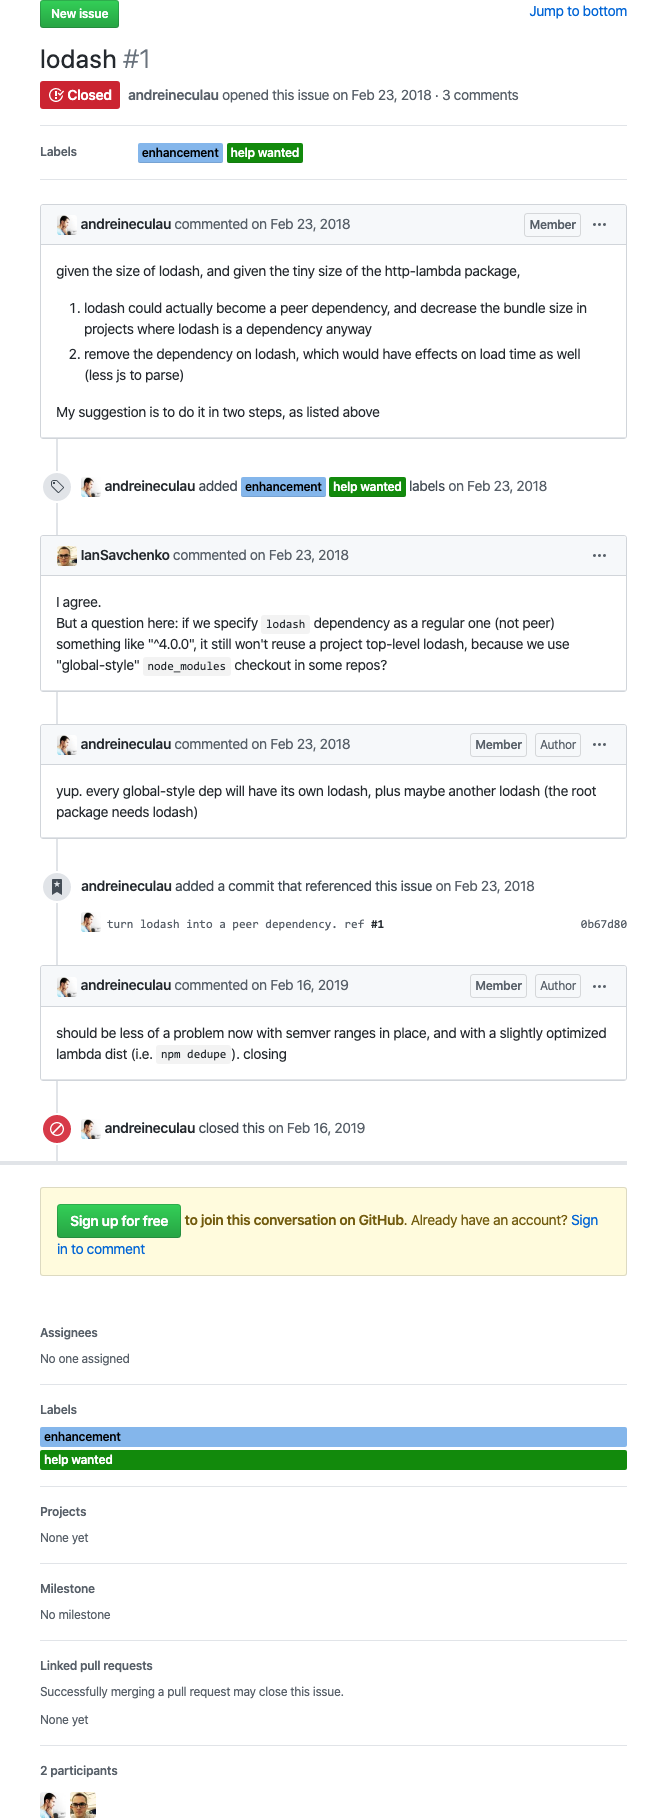 New issue
Jump to bottom
lodash #1
Closed andreineculau opened this issue on Feb 23, 2018 · 3 comments
Labels enhancement help wanted
andreineculau commented on Feb 23, 2018 Member ···
given the size of lodash, and given the tiny size of the http-lambda package,
1. lodash could actually become a peer dependency, and decrease the bundle size in
projects where lodash is a dependency anyway
2. remove the dependency on lodash, which would have effects on load time as well
(less js to parse)
My suggestion is to do it in two steps, as listed above
andreineculau added enhancement help wanted labels on Feb 23, 2018
IanSavchenko commented on Feb 23, 2018 ···
I agree.
But a question here: if we specify lodash dependency as a regular one (not peer)
something like "^4.0.0", it still won't reuse a project top-level lodash, because we use
"global-style" node_modules checkout in some repos?
andreineculau commented on Feb 23, 2018 Member Author ···
yup. every global-style dep will have its own lodash, plus maybe another lodash (the root
package needs lodash)
andreineculau added a commit that referenced this issue on Feb 23, 2018
turn lodash into a peer dependency. ref #1 0b67d80
andreineculau commented on Feb 16, 2019 Member Author ···
should be less of a problem now with semver ranges in place, and with a slightly optimized
lambda dist (i.e. npm dedupe ). closing
andreineculau closed this on Feb 16, 2019
Sign up for free to join this conversation on GitHub. Already have an account? Sign
in to comment
Assignees
No one assigned
Labels
enhancement
help wanted
Projects
None yet
Milestone
No milestone
Linked pull requests
Successfully merging a pull request may close this issue.
None yet
2 participants